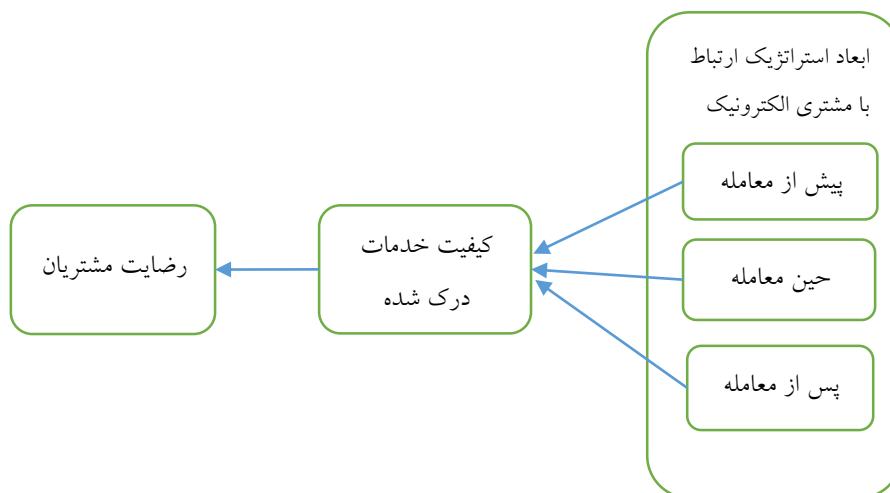 ابعاد استراتژیک ارتباط
با مشتری الکترونیک
پیش از معامله
حین معامله
پس از معامله
کیفیت خدمات
درک شده
رضایت مشتریان